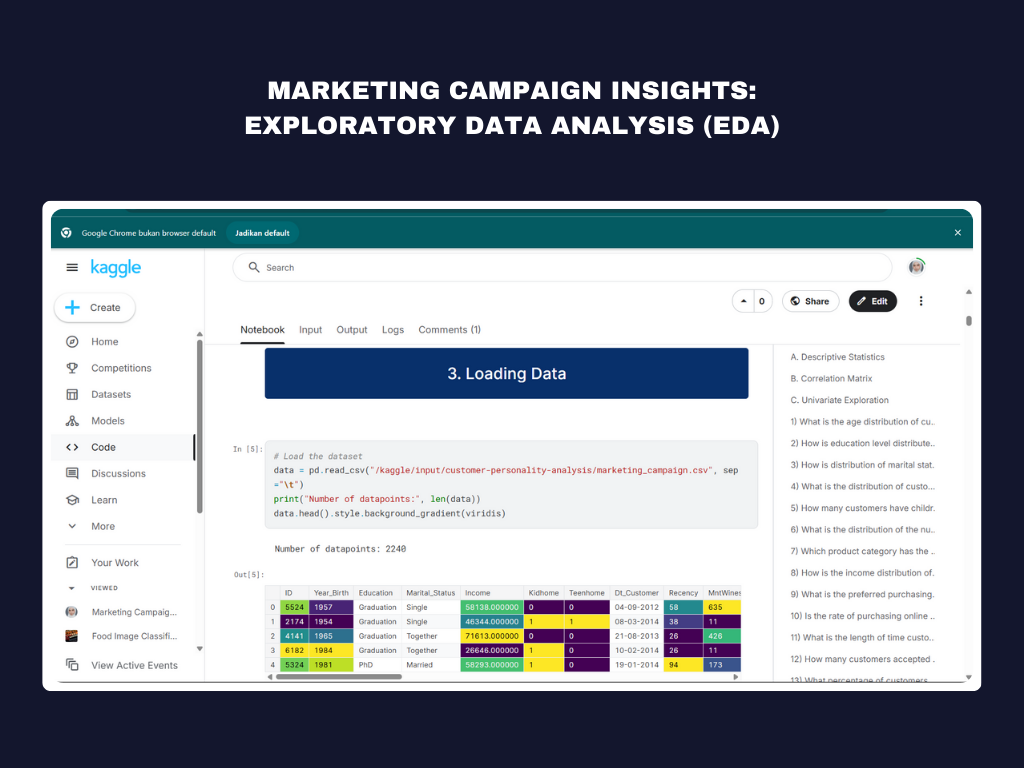 MARKETING CAMPAIGN INSIGHTS:
EXPLORATORY DATA ANALYSIS (EDA)
Google Chrome bukan browser default
Jadikan default
kaggle
Search
Create
0
Share
Edit
Home
Competitions
Datasets
Models
Code
Discussions
Learn
More
Your Work
VIEWED
Marketing Campaig...
Food Image Classifi...
View Active Events
Notebook Input Output Logs Comments (1)
3. Loading Data
In [5]:
# Load the dataset
data = pd.read_csv("/kaggle/input/customer-personality-analysis/marketing_campaign.csv", sep
="\t")
print("Number of datapoints:", len(data))
data.head().style.background_gradient(viridis)
Number of datapoints: 2240
Out[5]:
ID Year_Birth Education Marital_Status Income Kidhome Teenhome Dt_Customer Recency MntWines
0 5524 1957 Graduation Single 58138.000000 0 0 04-09-2012 58 635
1 2174 1954 Graduation Single 46344.000000 1 1 08-03-2014 38 11
2 4141 1965 Graduation Together 71613.000000 0 0 21-08-2013 26 426
3 6182 1984 Graduation Together 26646.000000 1 0 10-02-2014 26 11
4 5324 1981 PhD Married 58293.000000 1 0 19-01-2014 94 173
A. Descriptive Statistics
B. Correlation Matrix
C. Univariate Exploration
1) What is the age distribution of cu..
2) How is education level distribute..
3) How is distribution of marital stat.
4) What is the distribution of custo...
5) How many customers have childr.
6) What is the distribution of the nu..
7) Which product category has the ..
8) How is the income distribution of.
9) What is the preferred purchasing.
10) Is the rate of purchasing online ..
11) What is the length of time custo..
12) How many customers accepted .
13) What percentage of customers